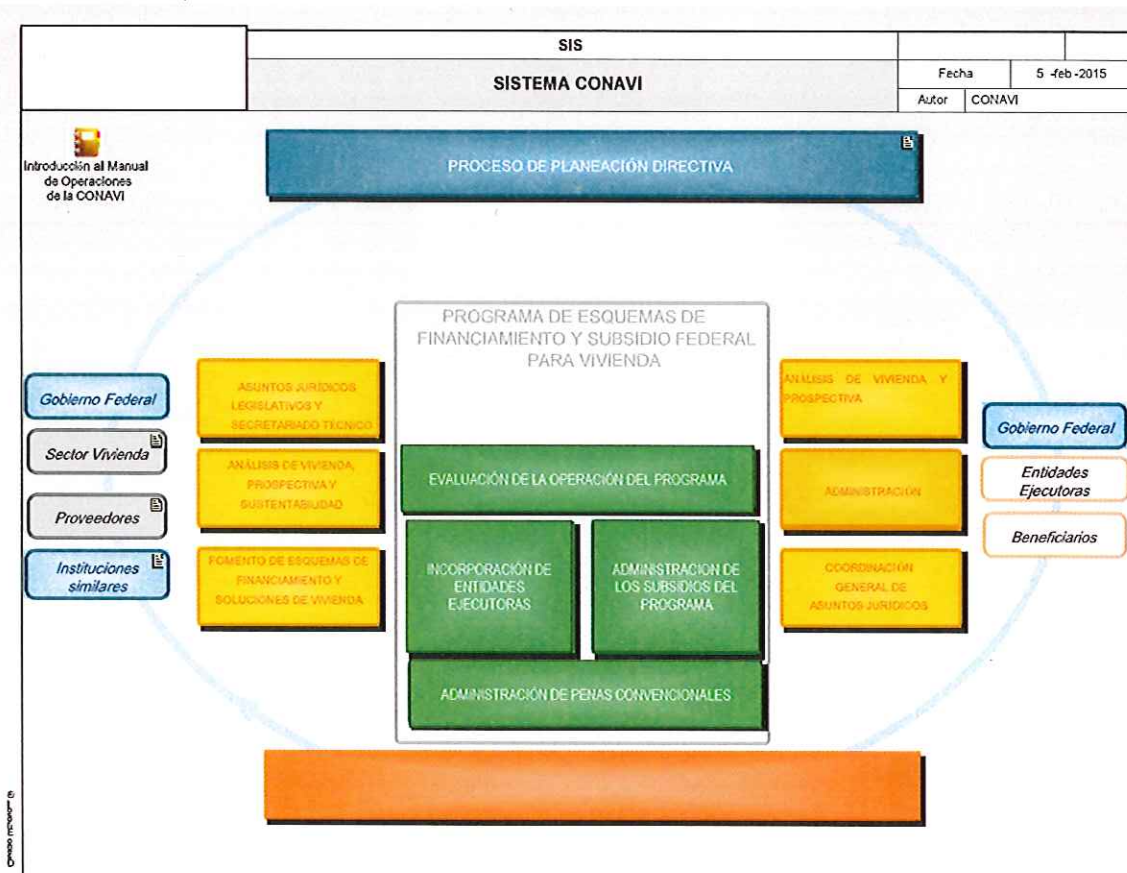 SIS
SISTEMA CONAVI
Fecha
5 -feb -2015
Autor
CONAVI
Introducción al Manual
de Operaciones
de la CONAVI
PROCESO DE PLANEACIÓN DIRECTIVA
PROGRAMA DE ESQUEMAS DE
FINANCIAMIENTO Y SUBSIDIO FEDERAL
PARA VIVIENDA
Gobierno Federal
Sector Vivienda
Proveedores
Instituciones
similares
ASUNTOS JURÍDICOS
LEGISLATIVOS Y
SECRETARIADO TÉCNICO
ANÁLISIS DE VIVIENDA,
PROSPECTIVA Y
SUSTENTABILIDAD
FOMENTO DE ESQUEMAS DE
FINANCIAMIENTO Y
SOLUCIONES DE VIVIENDA
EVALUACIÓN DE LA OPERACIÓN DEL PROGRAMA
INCORPORACIÓN DE
ENTIDADES
EJECUTORAS
ADMINISTRACION DE
LOS SUBSIDIOS DEL
PROGRAMA
ADMINISTRACIÓN DE PENAS CONVENCIONALES
ANÁLISIS DE VIVIENDA Y
PROSPECTIVA
ADMINISTRACIÓN
COORDINACIÓN
GENERAL DE
ASUNTOS JURIDICOS
Gobierno Federal
Entidades
Ejecutoras
Beneficiarios